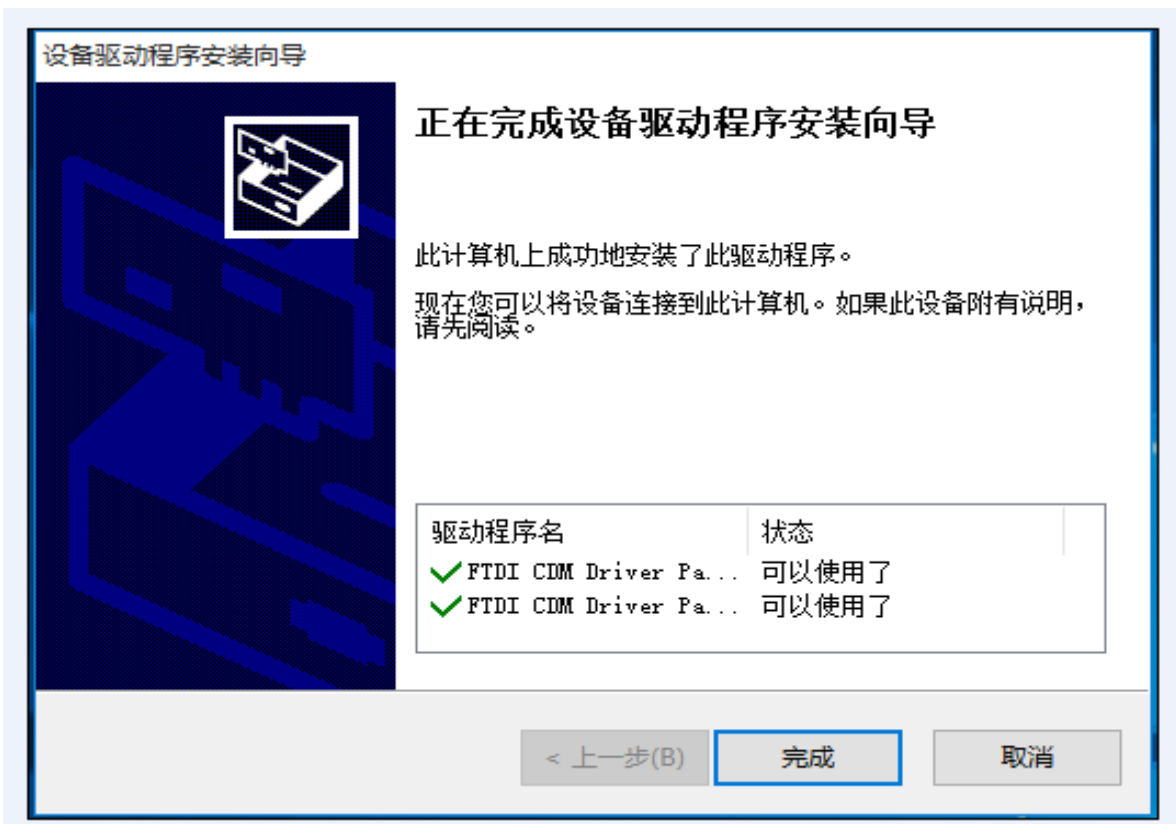 设备驱动程序安装向导
正在完成设备驱动程序安装向导
此计算机上成功地安装了此驱动程序。
现在您可以将设备连接到此计算机。如果此设备附有说明，
请先阅读。
驱动程序名 状态
FTDI CDM Driver Pa... 可以使用了
FTDI CDM Driver Pa... 可以使用了
< 上一步(B) 完成 取消